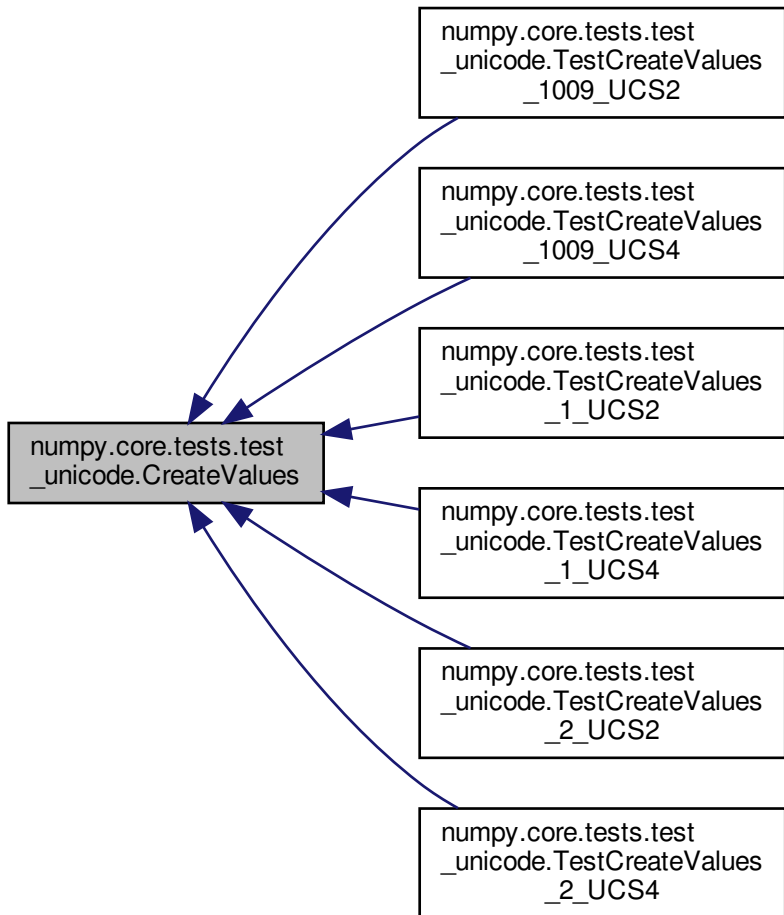 numpy.core.tests.test
_unicode.TestCreateValues
_1009_UCS2
numpy.core.tests.test
_unicode.TestCreateValues
_1009_UCS4
numpy.core.tests.test
_unicode.TestCreateValues
_1_UCS2
numpy.core.tests.test
_unicode.CreateValues
numpy.core.tests.test
_unicode.TestCreateValues
_1_UCS4
numpy.core.tests.test
_unicode.TestCreateValues
_2_UCS2
numpy.core.tests.test
_unicode.TestCreateValues
_2_UCS4